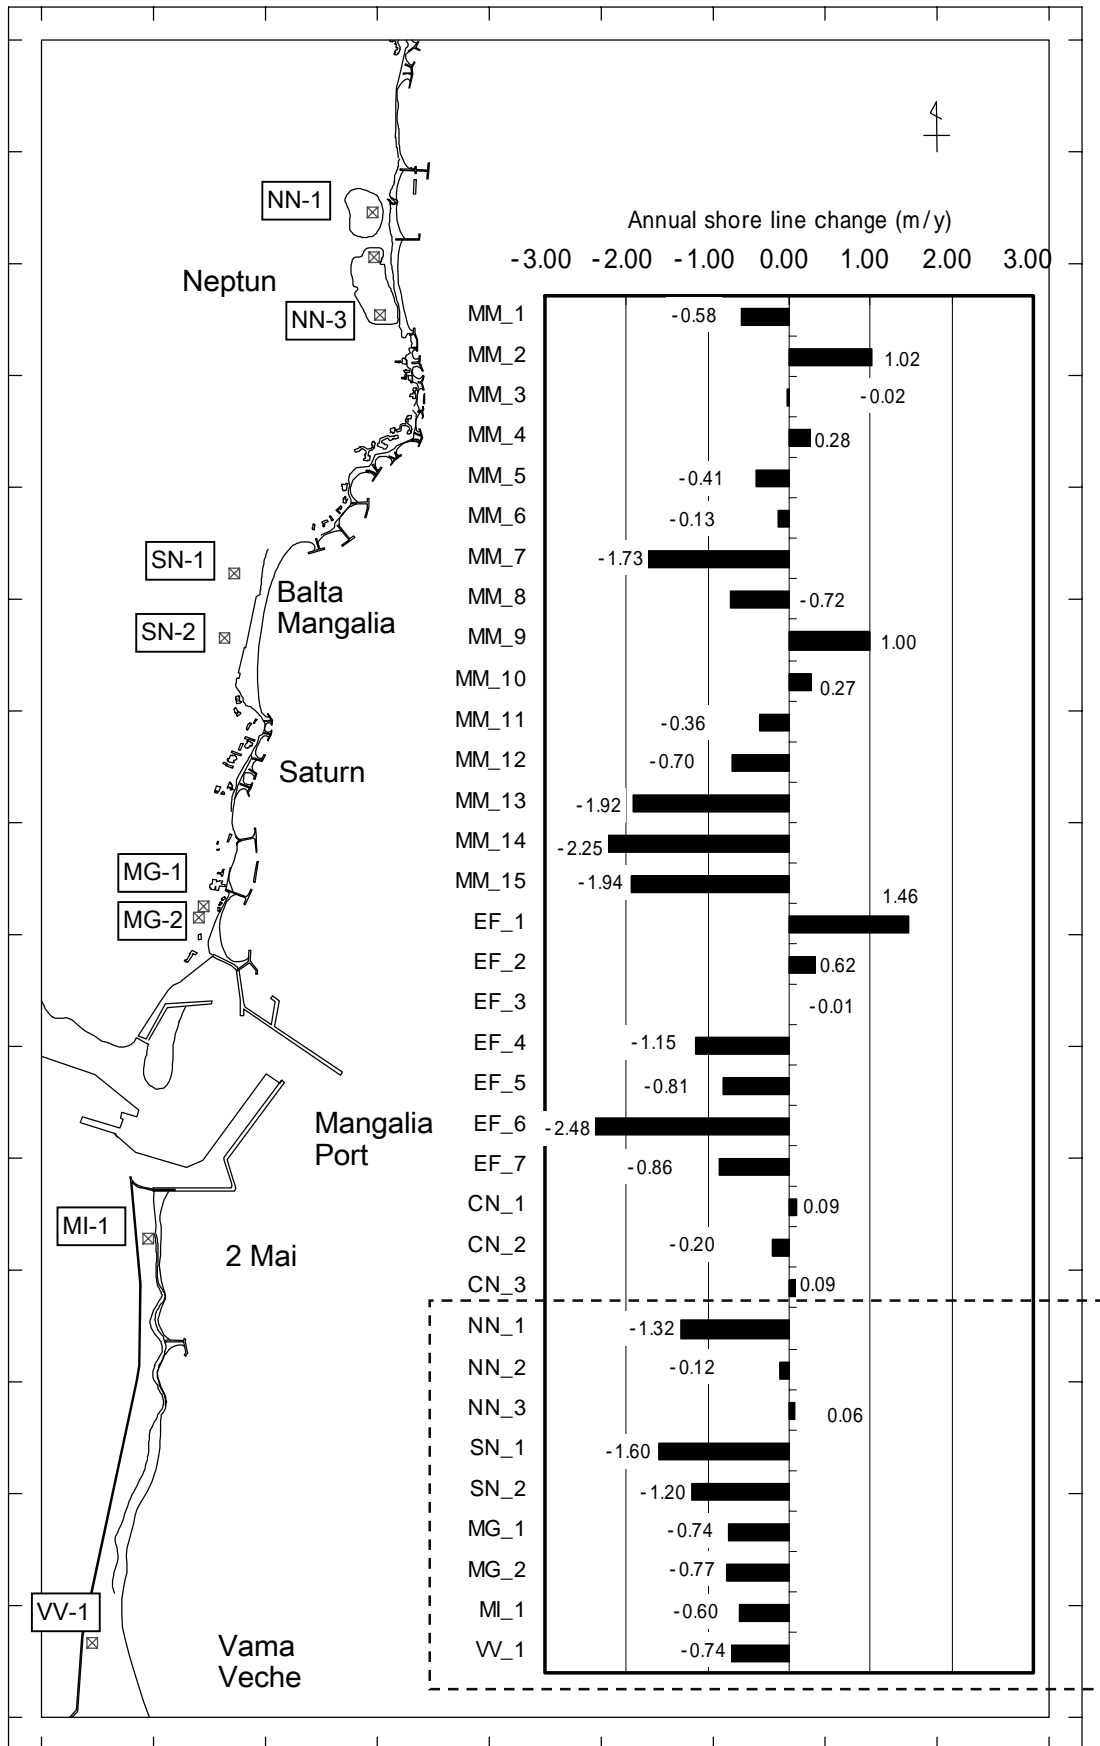 NN-1
Neptun
NN-3
SN-1
Balta
Mangalia
SN-2
Saturn
MG-1
MG-2
Mangalia
Port
MI-1
2 Mai
VV-1
Vama
Veche
Annual shore line change (m/y)
-3.00 -2.00 -1.00 0.00 1.00 2.00 3.00
MM_1 -0.58
MM_2 1.02
MM_3 -0.02
MM_4 0.28
MM_5 -0.41
MM_6 -0.13
MM_7 -1.73
MM_8 -0.72
MM_9 1.00
MM_10 0.27
MM_11 -0.36
MM_12 -0.70
MM_13 -1.92
MM_14 -2.25
MM_15 -1.94
EF_1 1.46
EF_2 0.62
EF_3 -0.01
EF_4 -1.15
EF_5 -0.81
EF_6 -2.48
EF_7 -0.86
CN_1 0.09
CN_2 -0.20
CN_3 0.09
NN_1 -1.32
NN_2 -0.12
NN_3 0.06
SN_1 -1.60
SN_2 -1.20
MG_1 -0.74
MG_2 -0.77
MI_1 -0.60
VV_1 -0.74